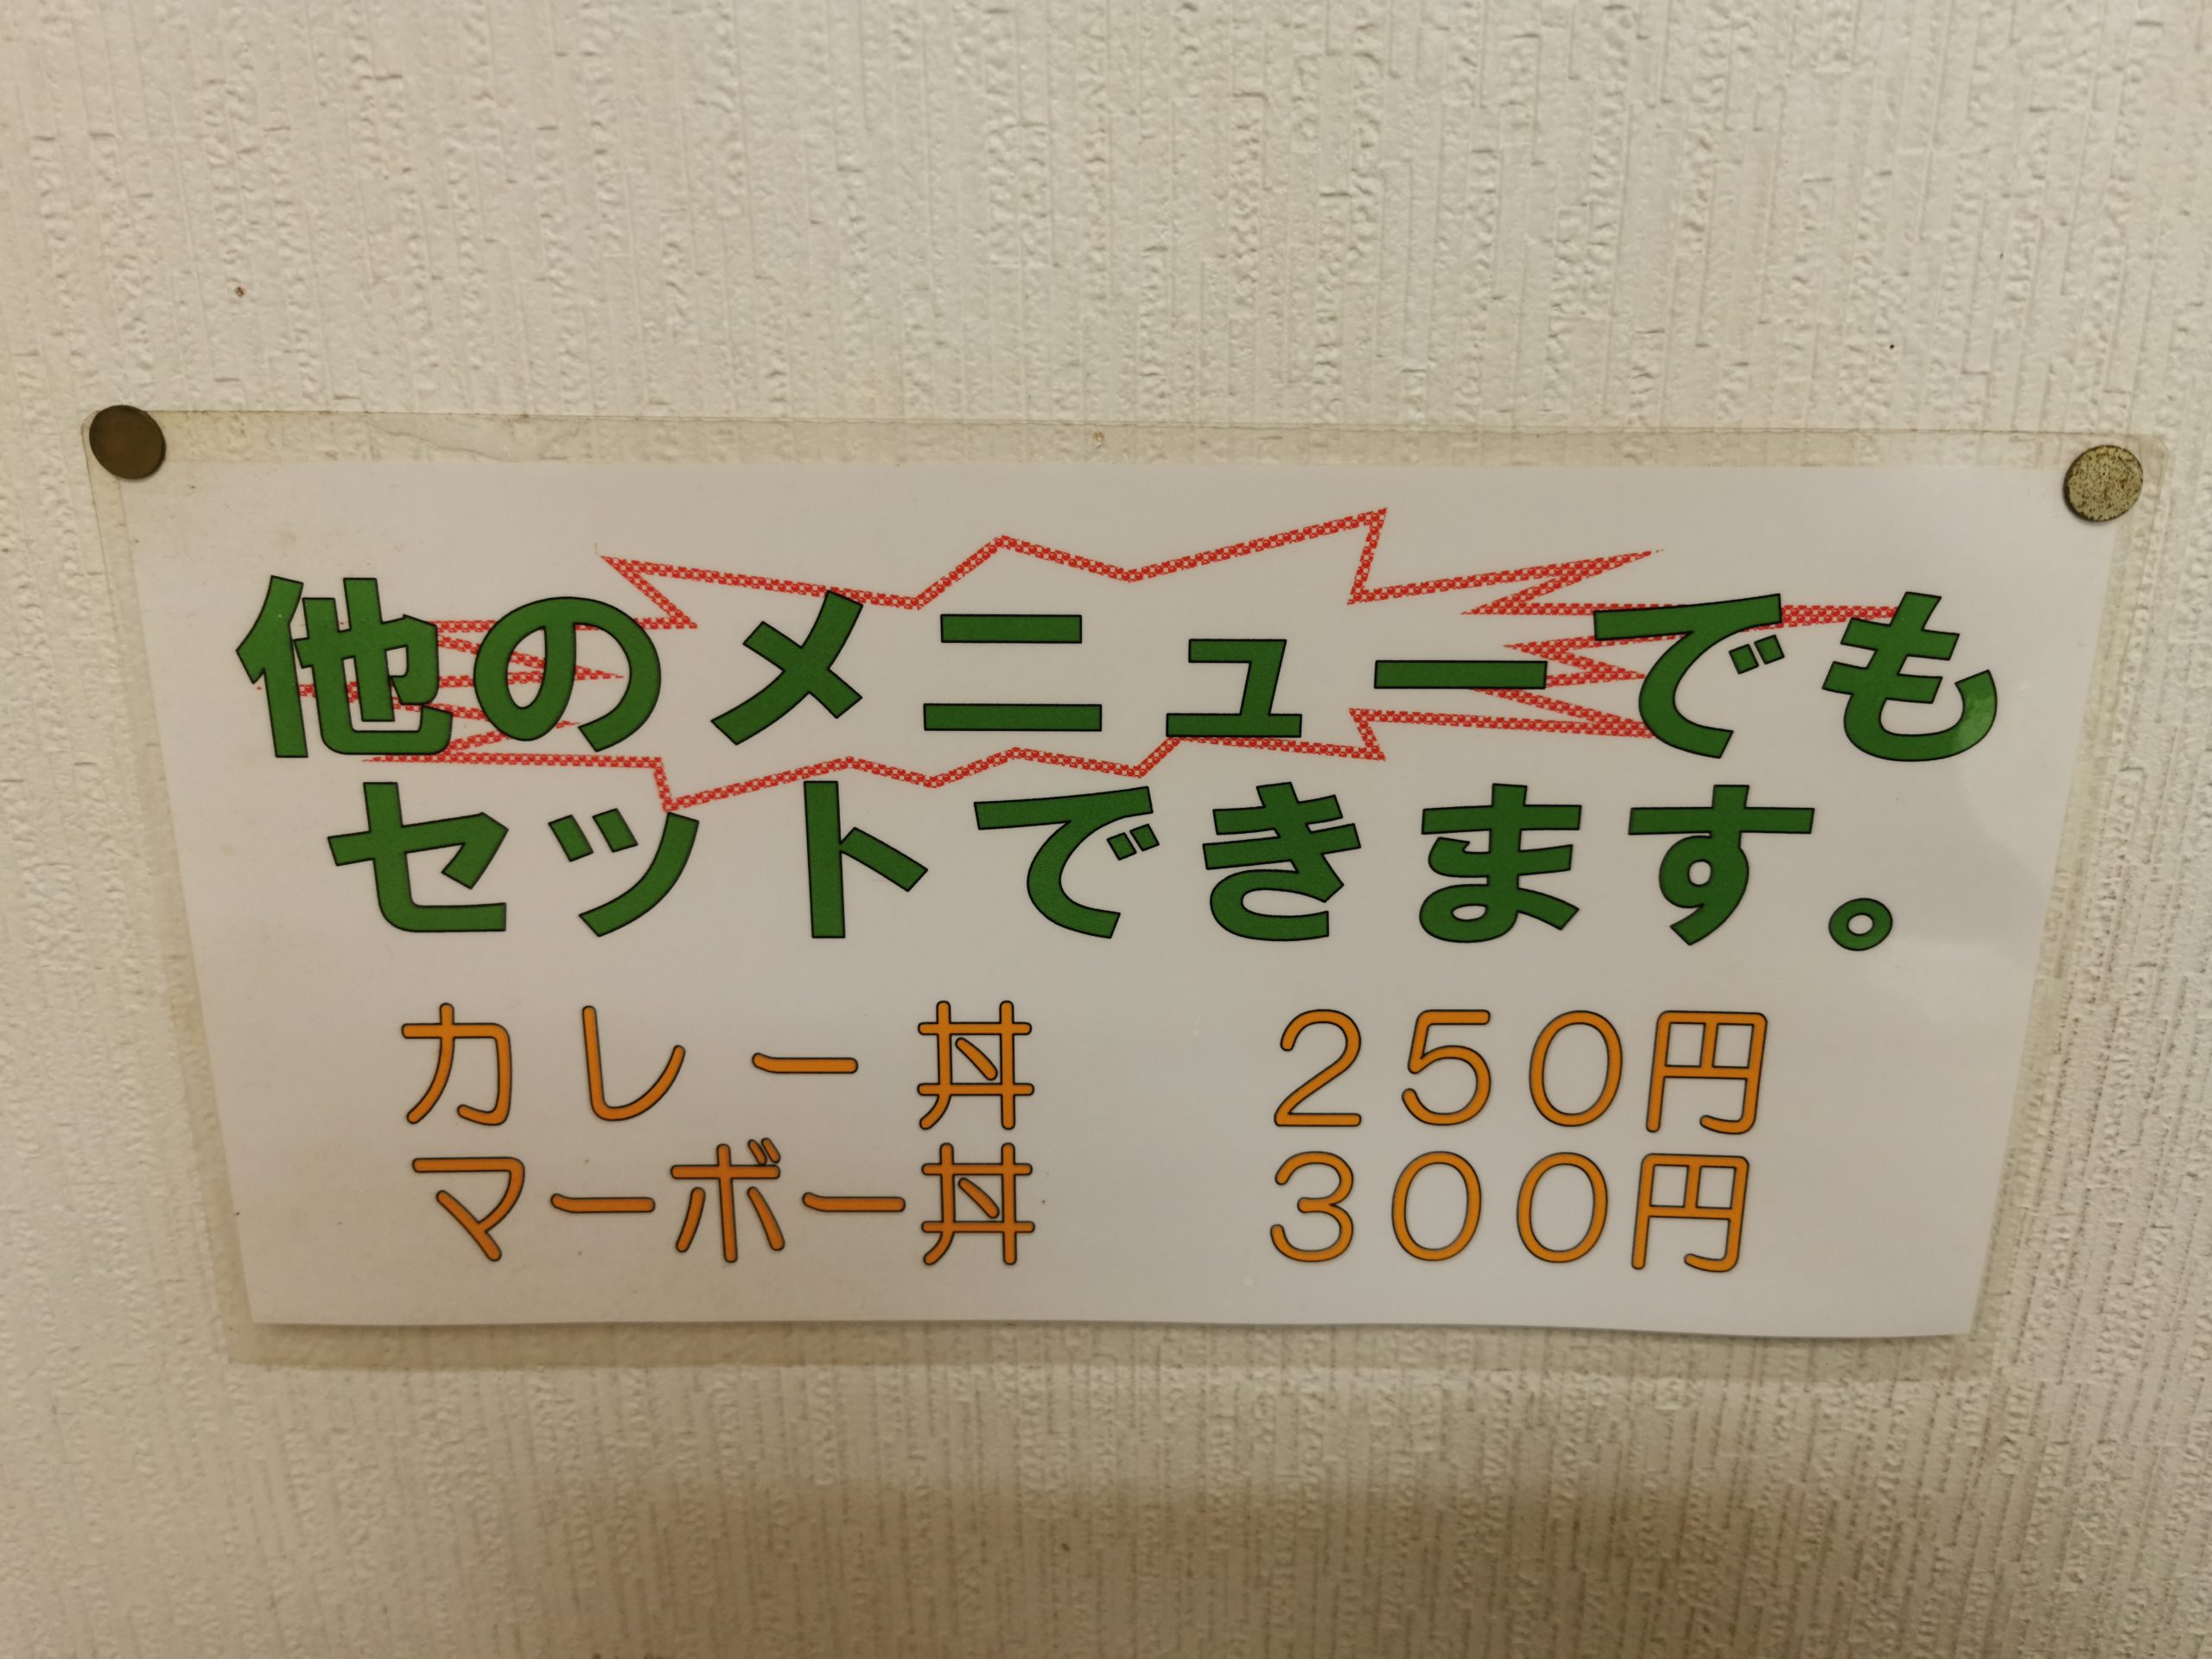 他のメニューでも
セットできます。
カレー丼　２５０円
マーボー丼　３００円